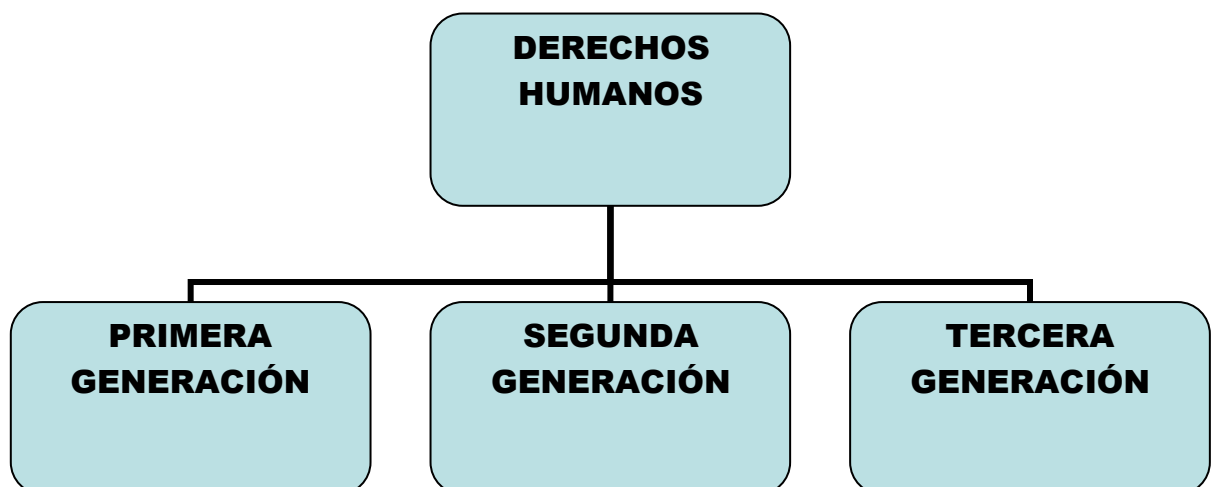 DERECHOS
HUMANOS
PRIMERA
GENERACIÓN
SEGUNDA
GENERACIÓN
TERCERA
GENERACIÓN